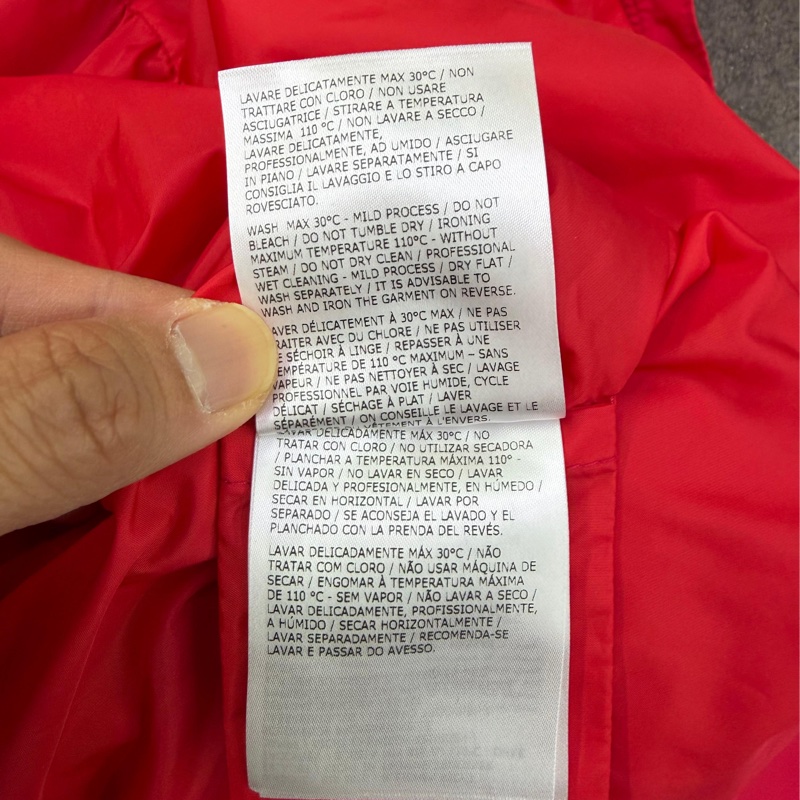 LAVARE DELICATAMENTE MAX 30°C / NON
TRATTARE CON CLORO / NON USARE
ASCIUGATRICE / STIRARE A TEMPERATURA
MASSIMA 110 °C / NON LAVARE A SECCO /
LAVARE DELICATAMENTE,
PROFESSIONALMENTE, AD UMIDO / ASCIUGARE
IN PIANO / LAVARE SEPARATAMENTE / SI
CONSIGLIA IL LAVAGGIO E LO STIRO A CAPO
ROVESCIATO.
WASH MAX 30°C - MILD PROCESS / DO NOT
BLEACH / DO NOT TUMBLE DRY / IRONING
MAXIMUM TEMPERATURE 110°C - WITHOUT
STEAM / DO NOT DRY CLEAN / PROFESSIONAL
WET CLEANING - MILD PROCESS / DRY FLAT /
WASH SEPARATELY / IT IS ADVISABLE TO
WASH AND IRON THE GARMENT ON REVERSE.
AVER DÉLICATEMENT À 30°C MAX / NE PAS
RAITER AVEC DU CHLORE / NE PAS UTILISER
E SÉCHOIR À LINGE / REPASSER À UNE
EMPÉRATURE DE 110 °C MAXIMUM – SANS
VAPEUR / NE PAS NETTOYER À SEC / LAVAGE
PROFESSIONNEL PAR VOIE HUMIDE, CYCLE
DÉLICAT / SÉCHAGE À PLAT / LAVER
SÉPARÉMENT / ON CONSEILLE LE LAVAGE ET LE
VÊTEMENT À L'ENVERS.
LAVAR DELICADAMENTE MÁX 30°C / NO
TRATAR CON CLORO / NO UTILIZAR SECADORA
/ PLANCHAR A TEMPERATURA MÁXIMA 110° -
SIN VAPOR / NO LAVAR EN SECO / LAVAR
DELICADA Y PROFESIONALMENTE, EN HÚMEDO /
SECAR EN HORIZONTAL / LAVAR POR
SEPARADO / SE ACONSEJA EL LAVADO Y EL
PLANCHADO CON LA PRENDA DEL REVÉS.
LAVAR DELICADAMENTE MÁX 30°C / NÃO
TRATAR COM CLORO / NÃO USAR MÁQUINA DE
SECAR / ENGOMAR À TEMPERATURA MÁXIMA
DE 110 °C - SEM VAPOR / NÃO LAVAR A SECO /
LAVAR DELICADAMENTE, PROFISSIONALMENTE,
A HÚMIDO / SECAR HORIZONTALMENTE /
LAVAR SEPARADAMENTE / RECOMENDA-SE
LAVAR E PASSAR DO AVESSO.